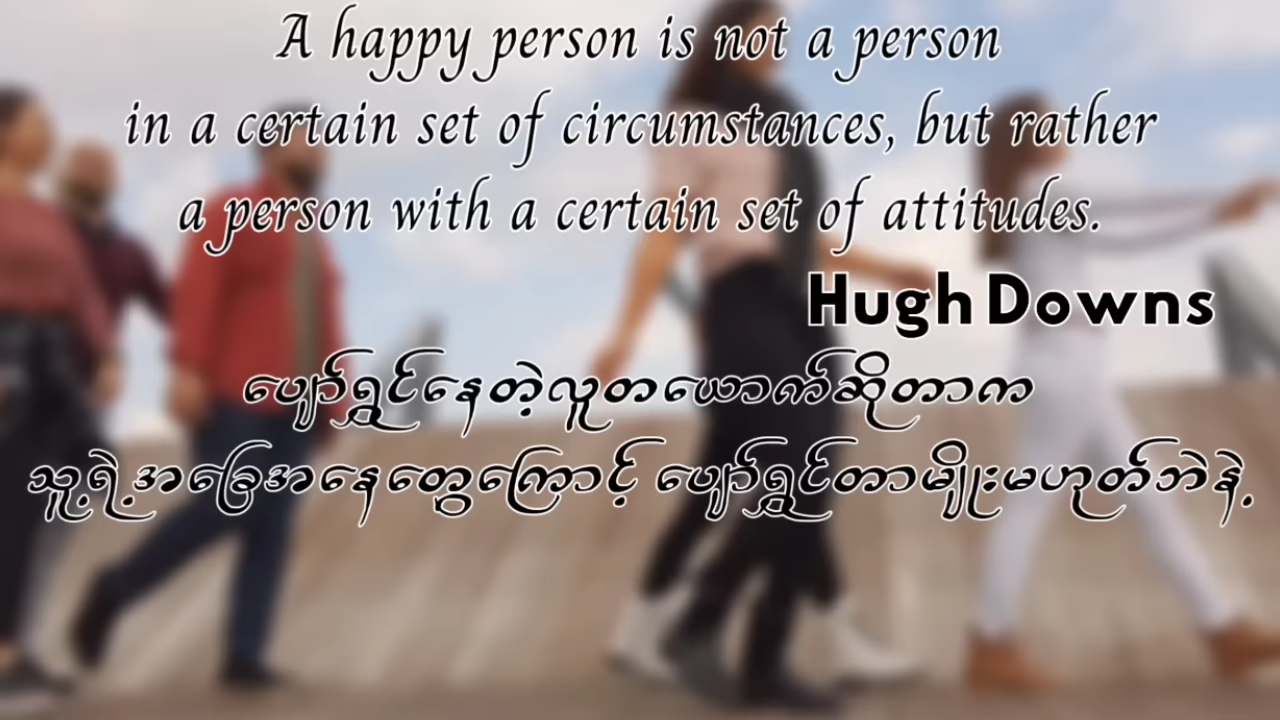 A happy person is not a person
in a certain set of circumstances, but rather
a person with a certain set of attitudes.
Hugh Downs
ပျော်ရွှင်နေတဲ့လူတယောက်ဆိုတာက
သူ့ရဲ့အခြေအနေတွေကြောင့် ပျော်ရွှင်တာမျိုးမဟုတ်ဘဲနဲ့